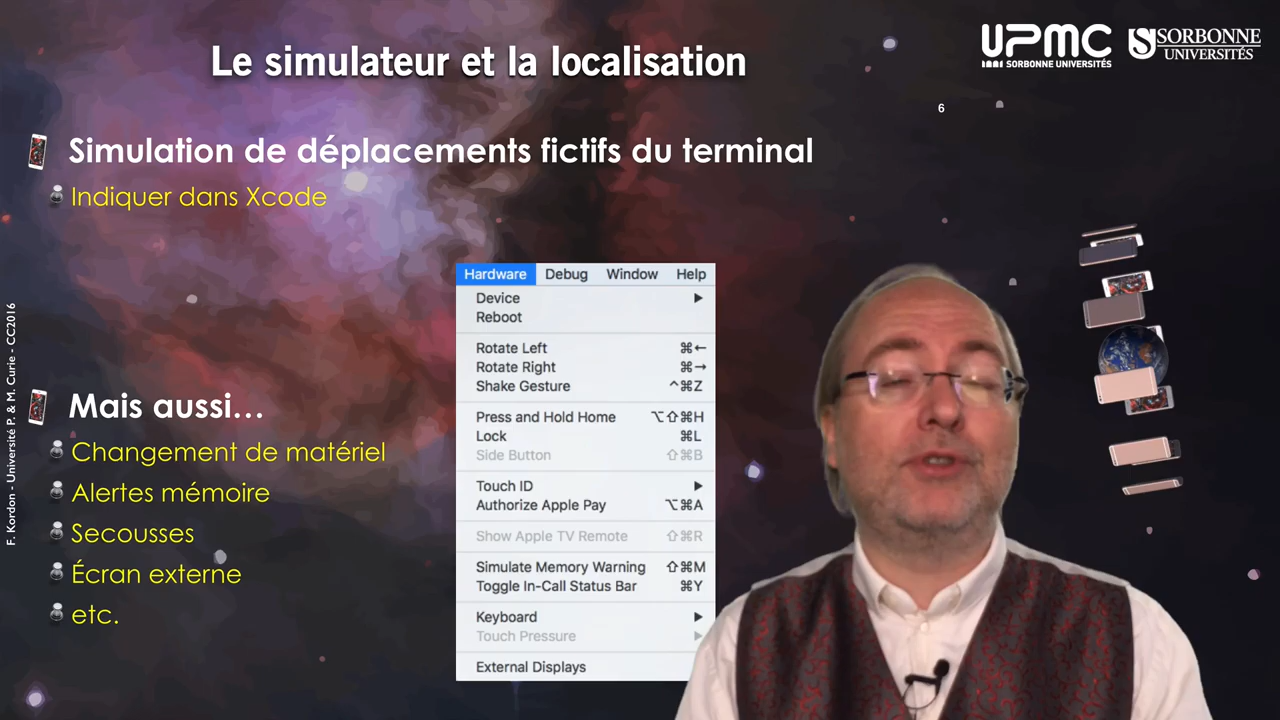 Le simulateur et la localisation
UPMC
SORBONNE UNIVERSITÉS
SORBONNE
UNIVERSITÉS
6
Simulation de déplacements fictifs du terminal
Indiquer dans Xcode
Hardware Debug Window Help
Device ▶
Reboot
Rotate Left ⌘←
Rotate Right ⌘→
Shake Gesture ^⌘Z
Press and Hold Home ⌥⇧⌘H
Lock ⌘L
Side Button ⇧⌘B
Touch ID ▶
Authorize Apple Pay ⌥⌘A
Show Apple TV Remote ⇧⌘R
Simulate Memory Warning ⇧⌘M
Toggle In-Call Status Bar ⌘Y
Keyboard ▶
Touch Pressure ▶
External Displays
Mais aussi…
Changement de matériel
Alertes mémoire
Secousses
Écran externe
etc.
F. Kordon - Université P. & M. Curie - CC2016